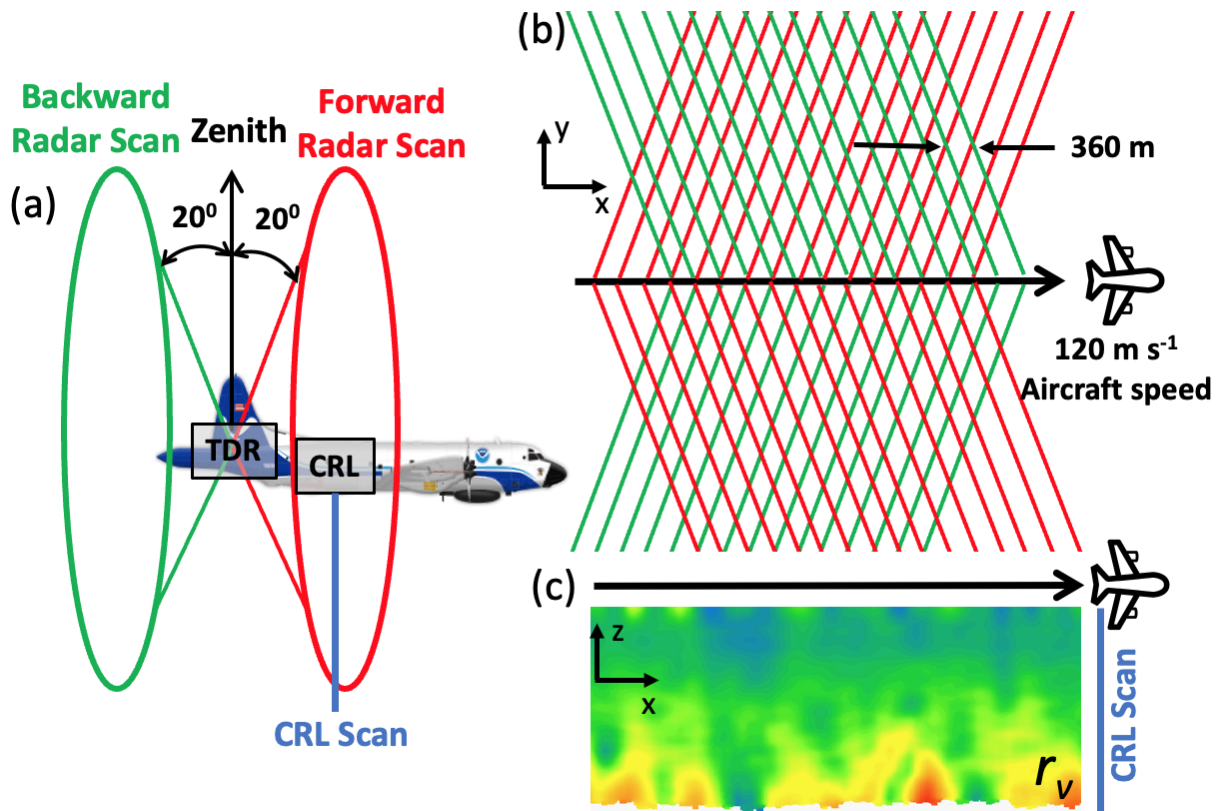 (a)
Backward
Radar Scan
Zenith
Forward
Radar Scan
20⁰
20⁰
TDR
CRL
CRL Scan
(b)
y
x
360 m
120 m s⁻¹
Aircraft speed
(c)
z
x
rᵥ
CRL Scan